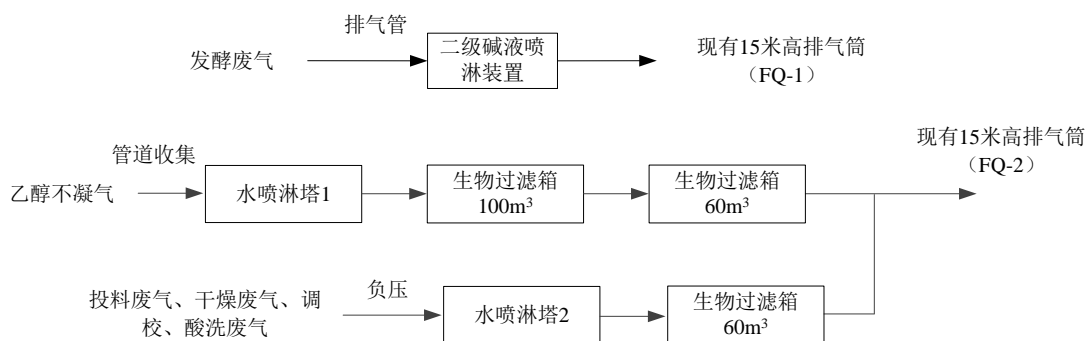 排气管
发酵废气
二级碱液喷
淋装置
现有15米高排气筒
（FQ-1）
管道收集
乙醇不凝气
水喷淋塔1
生物过滤箱
100m³
生物过滤箱
60m³
现有15米高排气筒
（FQ-2）
投料废气、干燥废气、调
校、酸洗废气
负压
水喷淋塔2
生物过滤箱
60m³